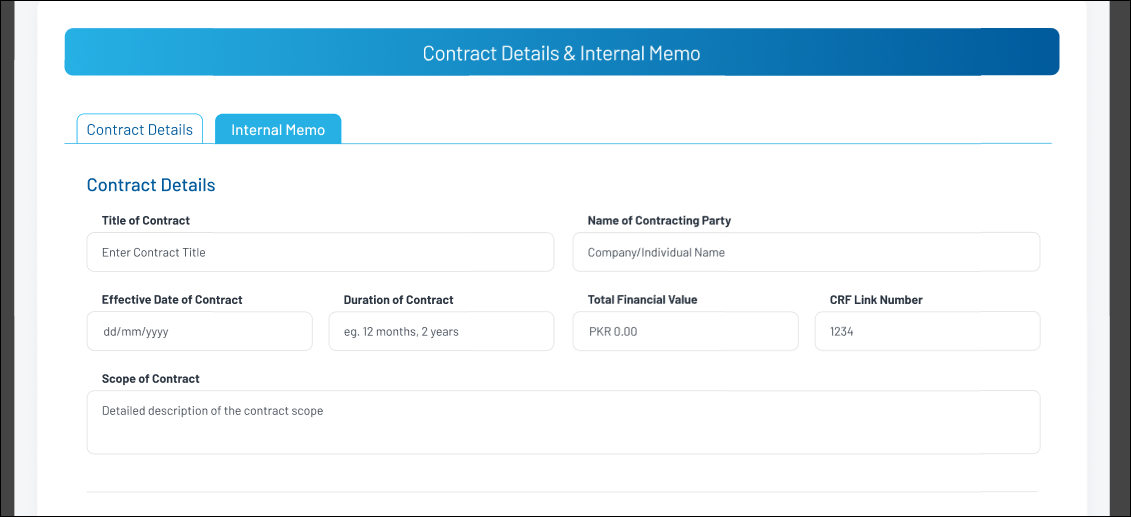 Contract Details & Internal Memo
Contract Details
Internal Memo
Contract Details
Title of Contract
Name of Contracting Party
Enter Contract Title
Company/Individual Name
Effective Date of Contract
Duration of Contract
Total Financial Value
CRF Link Number
dd/mm/yyyy
eg. 12 months, 2 years
PKR 0.00
1234
Scope of Contract
Detailed description of the contract scope